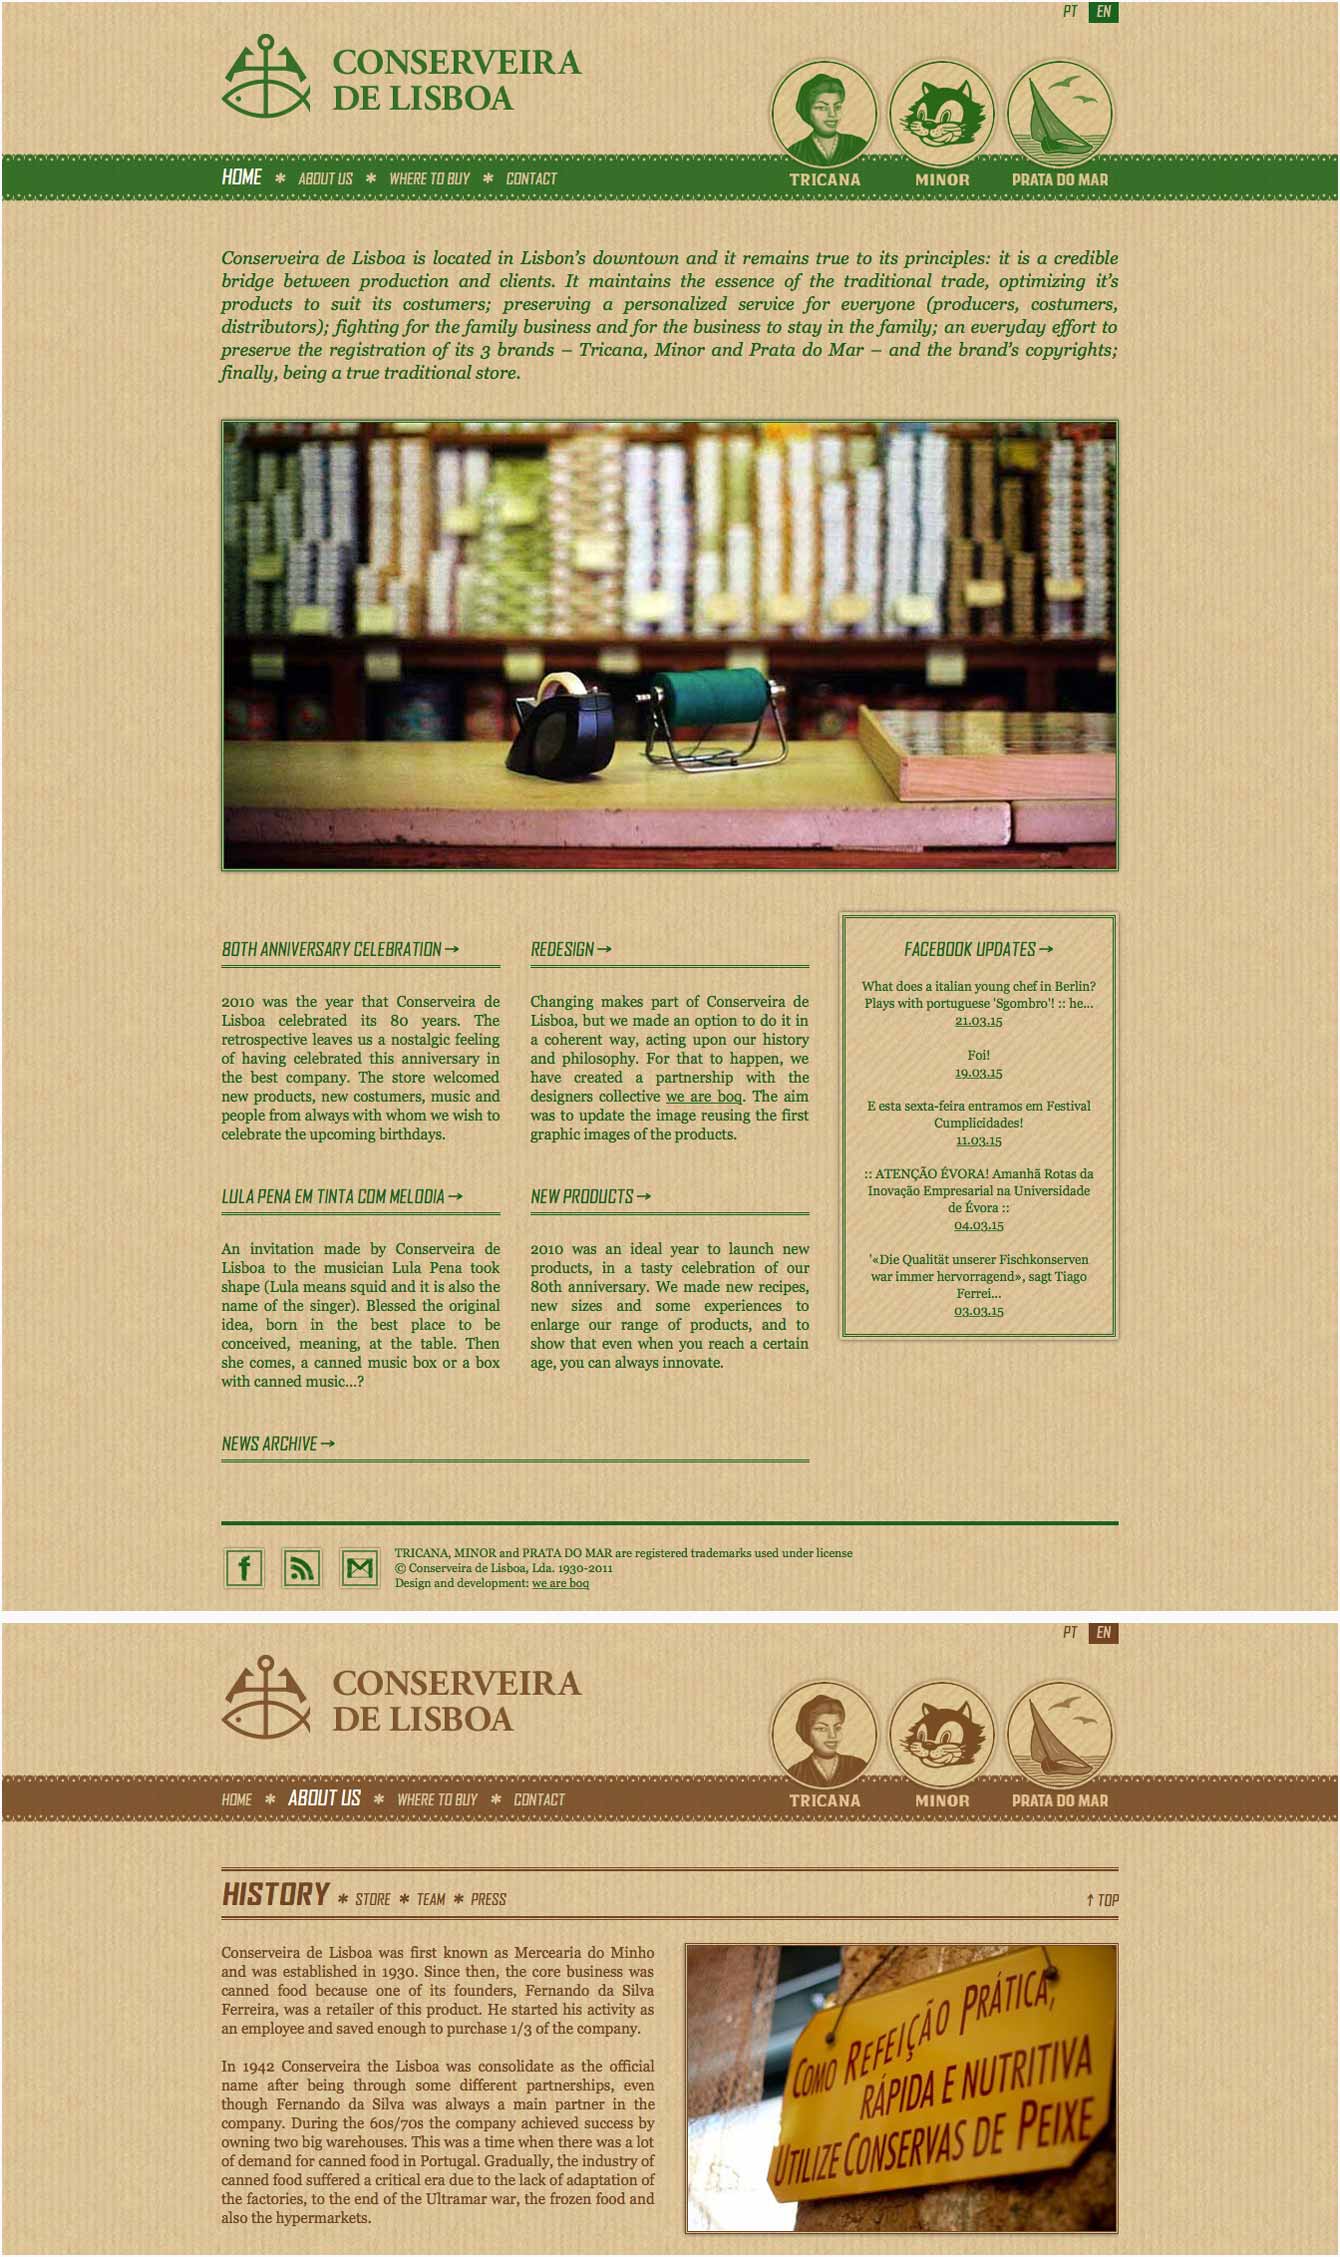 PT EN
CONSERVEIRA
DE LISBOA
HOME * ABOUT US * WHERE TO BUY * CONTACT
TRICANA MINOR PRATA DO MAR
Conserveira de Lisboa is located in Lisbon’s downtown and it remains true to its principles: it is a credible
bridge between production and clients. It maintains the essence of the traditional trade, optimizing it’s
products to suit its costumers; preserving a personalized service for everyone (producers, costumers,
distributors); fighting for the family business and for the business to stay in the family; an everyday effort to
preserve the registration of its 3 brands – Tricana, Minor and Prata do Mar – and the brand’s copyrights;
finally, being a true traditional store.
80TH ANNIVERSARY CELEBRATION →
2010 was the year that Conserveira de
Lisboa celebrated its 80 years. The
retrospective leaves us a nostalgic feeling
of having celebrated this anniversary in
the best company. The store welcomed
new products, new costumers, music and
people from always with whom we wish to
celebrate the upcoming birthdays.
REDESIGN →
Changing makes part of Conserveira de
Lisboa, but we made an option to do it in
a coherent way, acting upon our history
and philosophy. For that to happen, we
have created a partnership with the
designers collective we are boq. The aim
was to update the image reusing the first
graphic images of the products.
LULA PENA EM TINTA COM MELODIA →
An invitation made by Conserveira de
Lisboa to the musician Lula Pena took
shape (Lula means squid and it is also the
name of the singer). Blessed the original
idea, born in the best place to be
conceived, meaning, at the table. Then
she comes, a canned music box or a box
with canned music...?
NEW PRODUCTS →
2010 was an ideal year to launch new
products, in a tasty celebration of our
80th anniversary. We made new recipes,
new sizes and some experiences to
enlarge our range of products, and to
show that even when you reach a certain
age, you can always innovate.
FACEBOOK UPDATES →
What does a italian young chef in Berlin?
Plays with portuguese 'Sgombro'! :: he...
21.03.15
Foi!
19.03.15
E esta sexta-feira entramos em Festival
Cumplicidades!
11.03.15
:: ATENÇÃO ÉVORA! Amanhã Rotas da
Inovação Empresarial na Universidade
de Évora ::
04.03.15
'«Die Qualität unserer Fischkonserven
war immer hervorragend», sagt Tiago
Ferrei...
03.03.15
NEWS ARCHIVE →
TRICANA, MINOR and PRATA DO MAR are registered trademarks used under license
© Conserveira de Lisboa, Lda. 1930-2011
Design and development: we are boq
PT EN
CONSERVEIRA
DE LISBOA
HOME * ABOUT US * WHERE TO BUY * CONTACT
TRICANA MINOR PRATA DO MAR
HISTORY * STORE * TEAM * PRESS
↑ TOP
Conserveira de Lisboa was first known as Mercearia do Minho
and was established in 1930. Since then, the core business was
canned food because one of its founders, Fernando da Silva
Ferreira, was a retailer of this product. He started his activity as
an employee and saved enough to purchase 1/3 of the company.
In 1942 Conserveira the Lisboa was consolidate as the official
name after being through some different partnerships, even
though Fernando da Silva was always a main partner in the
company. During the 60s/70s the company achieved success by
owning two big warehouses. This was a time when there was a lot
of demand for canned food in Portugal. Gradually, the industry of
canned food suffered a critical era due to the lack of adaptation of
the factories, to the end of the Ultramar war, the frozen food and
also the hypermarkets.
COMO REFEIÇÃO PRÁTICA,
RÁPIDA E NUTRITIVA
UTILIZE CONSERVAS DE PEIXE